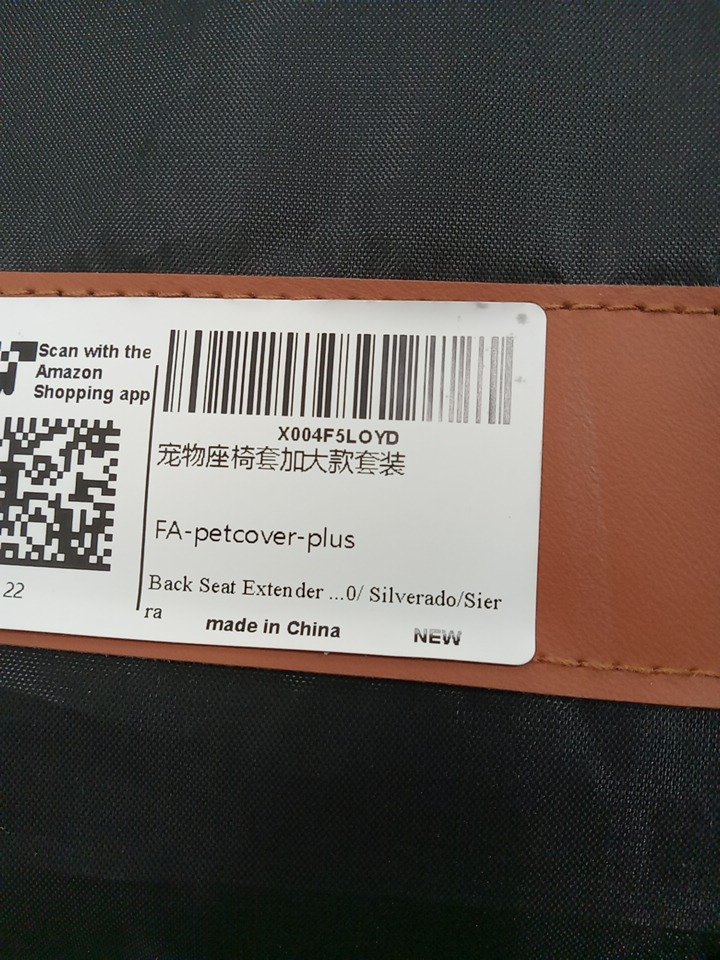 Scan with the
Amazon
Shopping app
22
X004F5LOYD
宠物座椅套加大款套装
FA-petcover-plus
Back Seat Extender ...0/ Silverado/Sier
ra
made in China
NEW